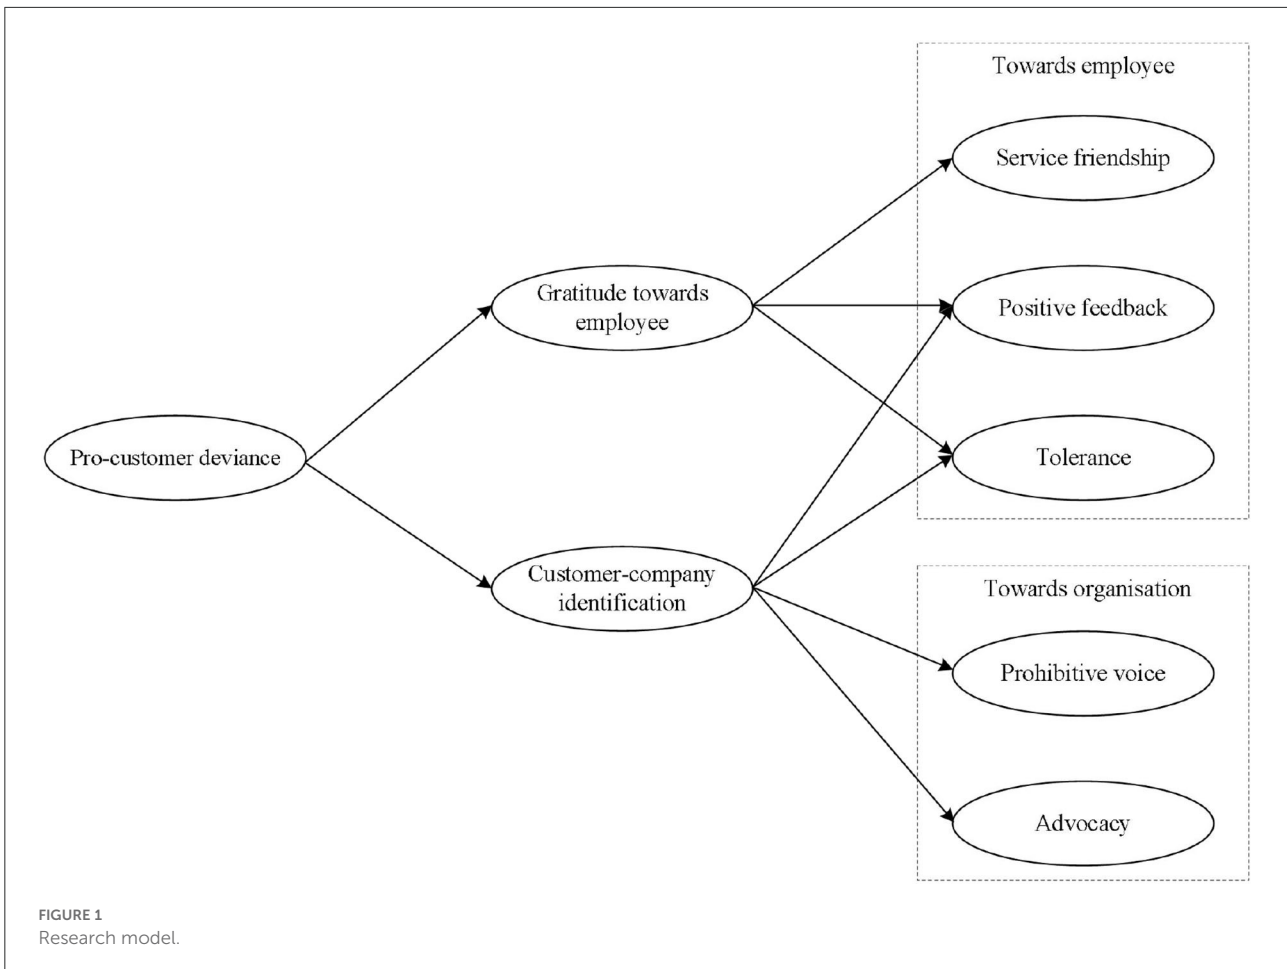 Towards employee
Service friendship
Gratitude towards
employee
Positive feedback
Pro-customer deviance
Tolerance
Customer-company
identification
Towards organisation
Prohibitive voice
Advocacy
FIGURE 1
Research model.